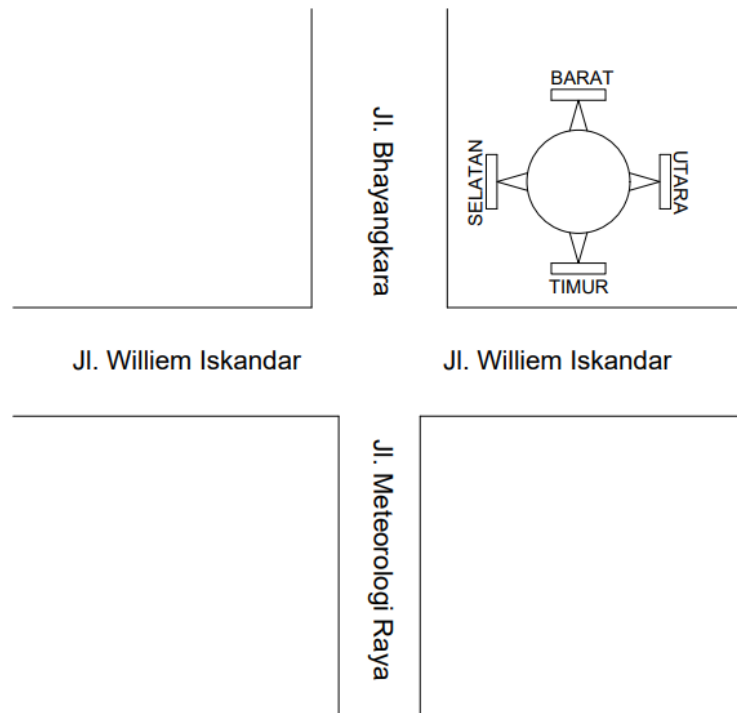 BARAT
SELATAN
UTARA
TIMUR
Jl. Bhayangkara
Jl. Williem Iskandar
Jl. Williem Iskandar
Jl. Meteorologi Raya